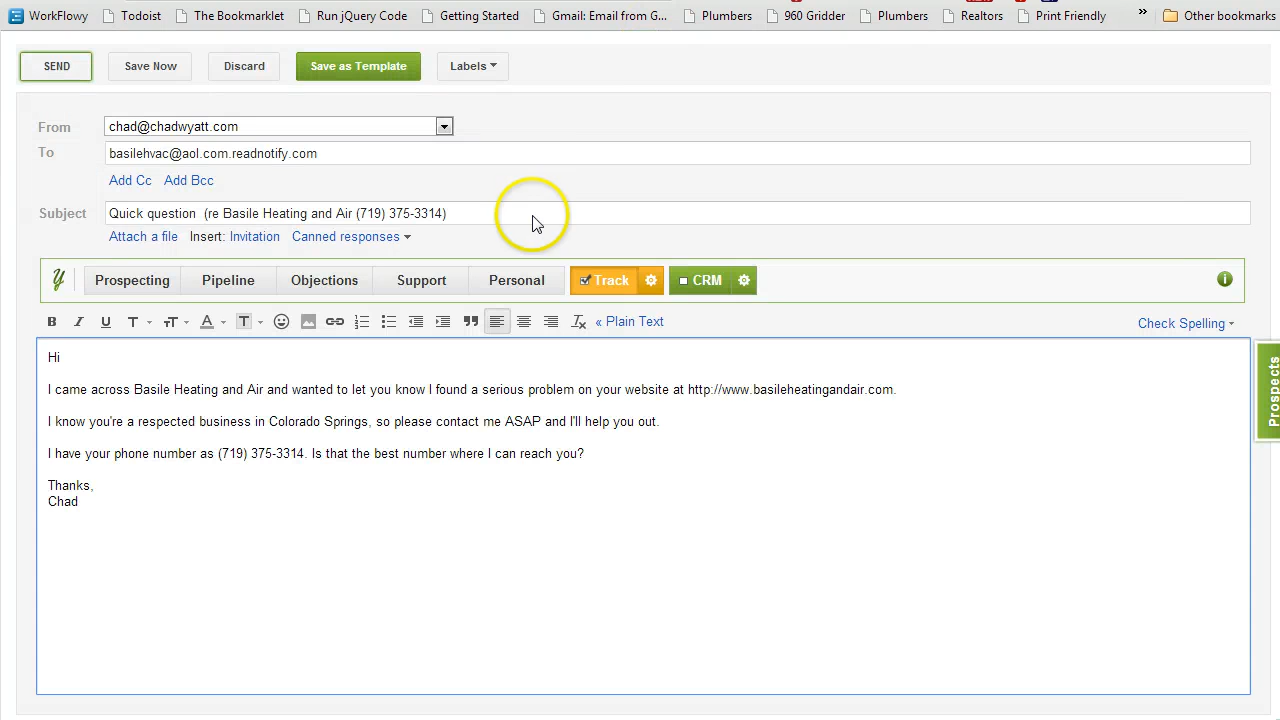 WorkFlowy Todoist The Bookmarklet Run jQuery Code Getting Started Gmail: Email from G... Plumbers 960 Gridder Plumbers Realtors Print Friendly » Other bookmarks
SEND Save Now Discard Save as Template Labels
From chad@chadwyatt.com
To basilehvac@aol.com.readnotify.com
Add Cc Add Bcc
Subject Quick question (re Basile Heating and Air (719) 375-3314)
Attach a file Insert: Invitation Canned responses
y Prospecting Pipeline Objections Support Personal Track CRM i
B I U T TT A T T « Plain Text Check Spelling
Hi
I came across Basile Heating and Air and wanted to let you know I found a serious problem on your website at http://www.basileheatingandair.com.
Prospects
I know you're a respected business in Colorado Springs, so please contact me ASAP and I'll help you out.
I have your phone number as (719) 375-3314. Is that the best number where I can reach you?
Thanks,
Chad